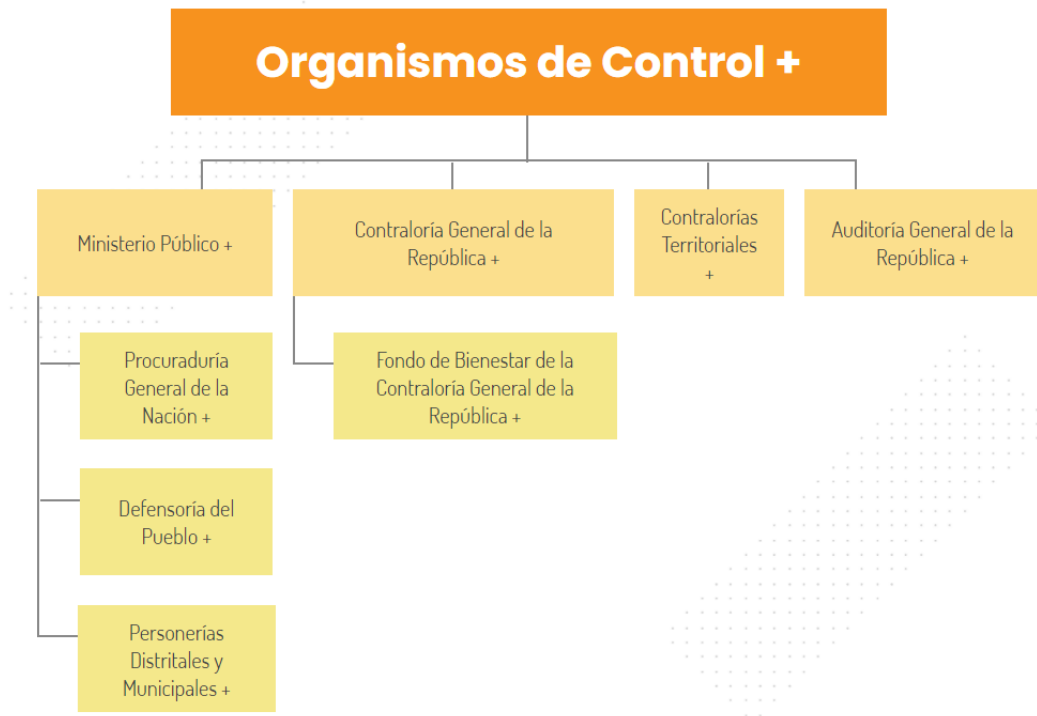 Organismos de Control +
Ministerio Público +
Contraloría General de la
República +
Contralorías
Territoriales
+
Auditoría General de la
República +
Procuraduría
General de la
Nación +
Fondo de Bienestar de la
Contraloría General de la
República +
Defensoría del
Pueblo +
Personerías
Distritales y
Municipales +